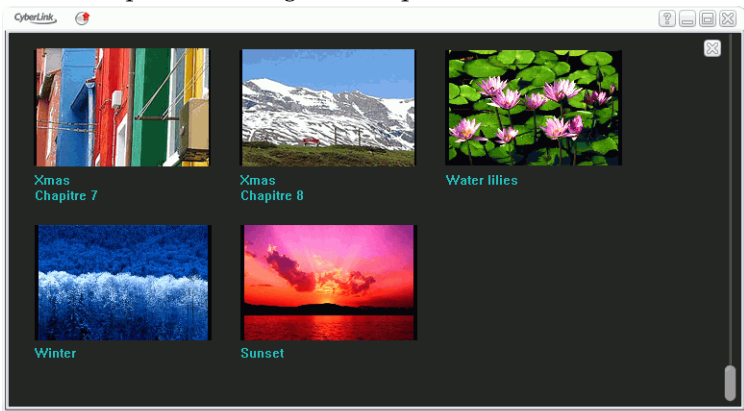 CyberLink
?
Xmas
Chapitre 7
Xmas
Chapitre 8
Water lilies
Winter
Sunset